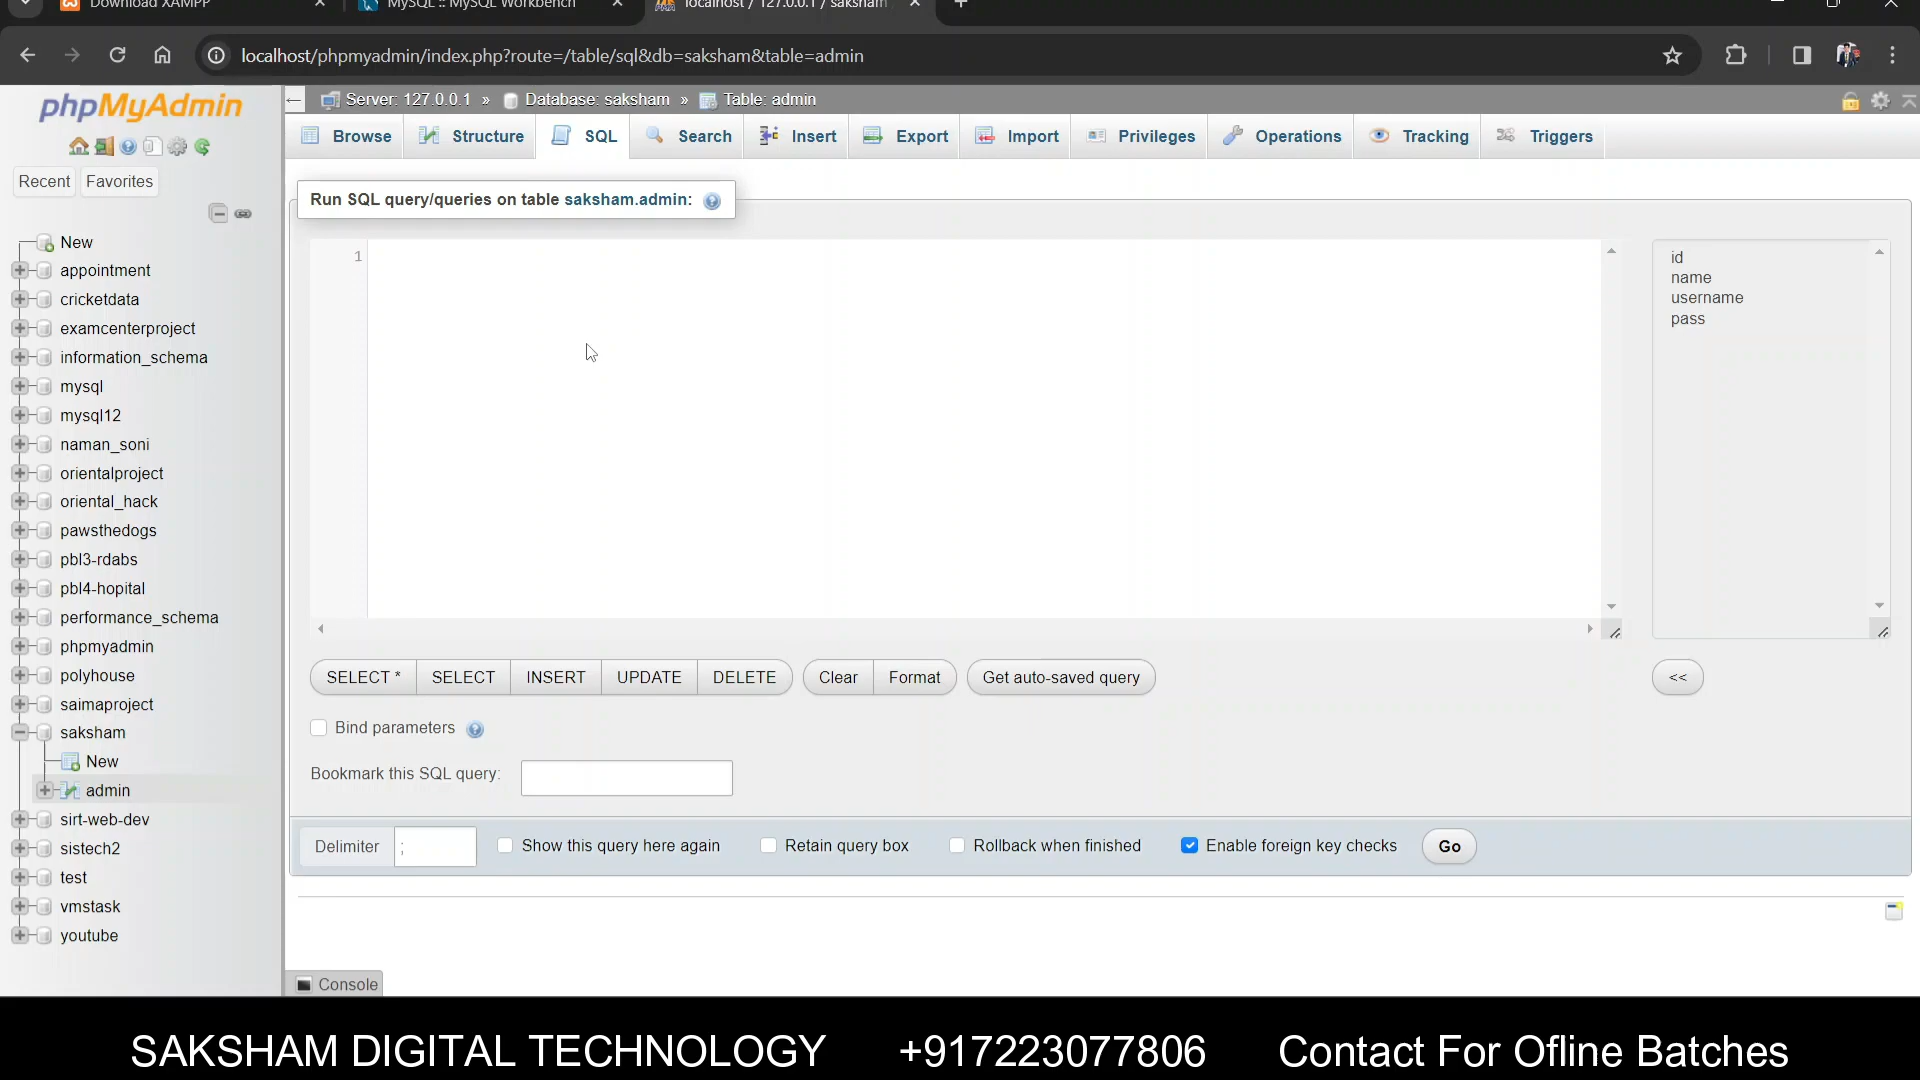 Download XAMPP
MySQL :: MySQL Workbench
localhost / 127.0.0.1 / saksham
localhost/phpmyadmin/index.php?route=/table/sql&db=saksham&table=admin
phpMyAdmin
Server: 127.0.0.1 » Database: saksham » Table: admin
Browse Structure SQL Search Insert Export Import Privileges Operations Tracking Triggers
Recent Favorites
New
appointment
cricketdata
examcenterproject
information_schema
mysql
mysql12
naman_soni
orientalproject
oriental_hack
pawsthedogs
pbl3-rdabs
pbl4-hopital
performance_schema
phpmyadmin
polyhouse
saimaproject
saksham
New
admin
sirt-web-dev
sistech2
test
vmstask
youtube
Run SQL query/queries on table saksham.admin:
1
id
name
username
pass
SELECT * SELECT INSERT UPDATE DELETE Clear Format Get auto-saved query <<
Bind parameters
Bookmark this SQL query:
Delimiter ; Show this query here again Retain query box Rollback when finished Enable foreign key checks Go
Console
SAKSHAM DIGITAL TECHNOLOGY +917223077806 Contact For Ofline Batches